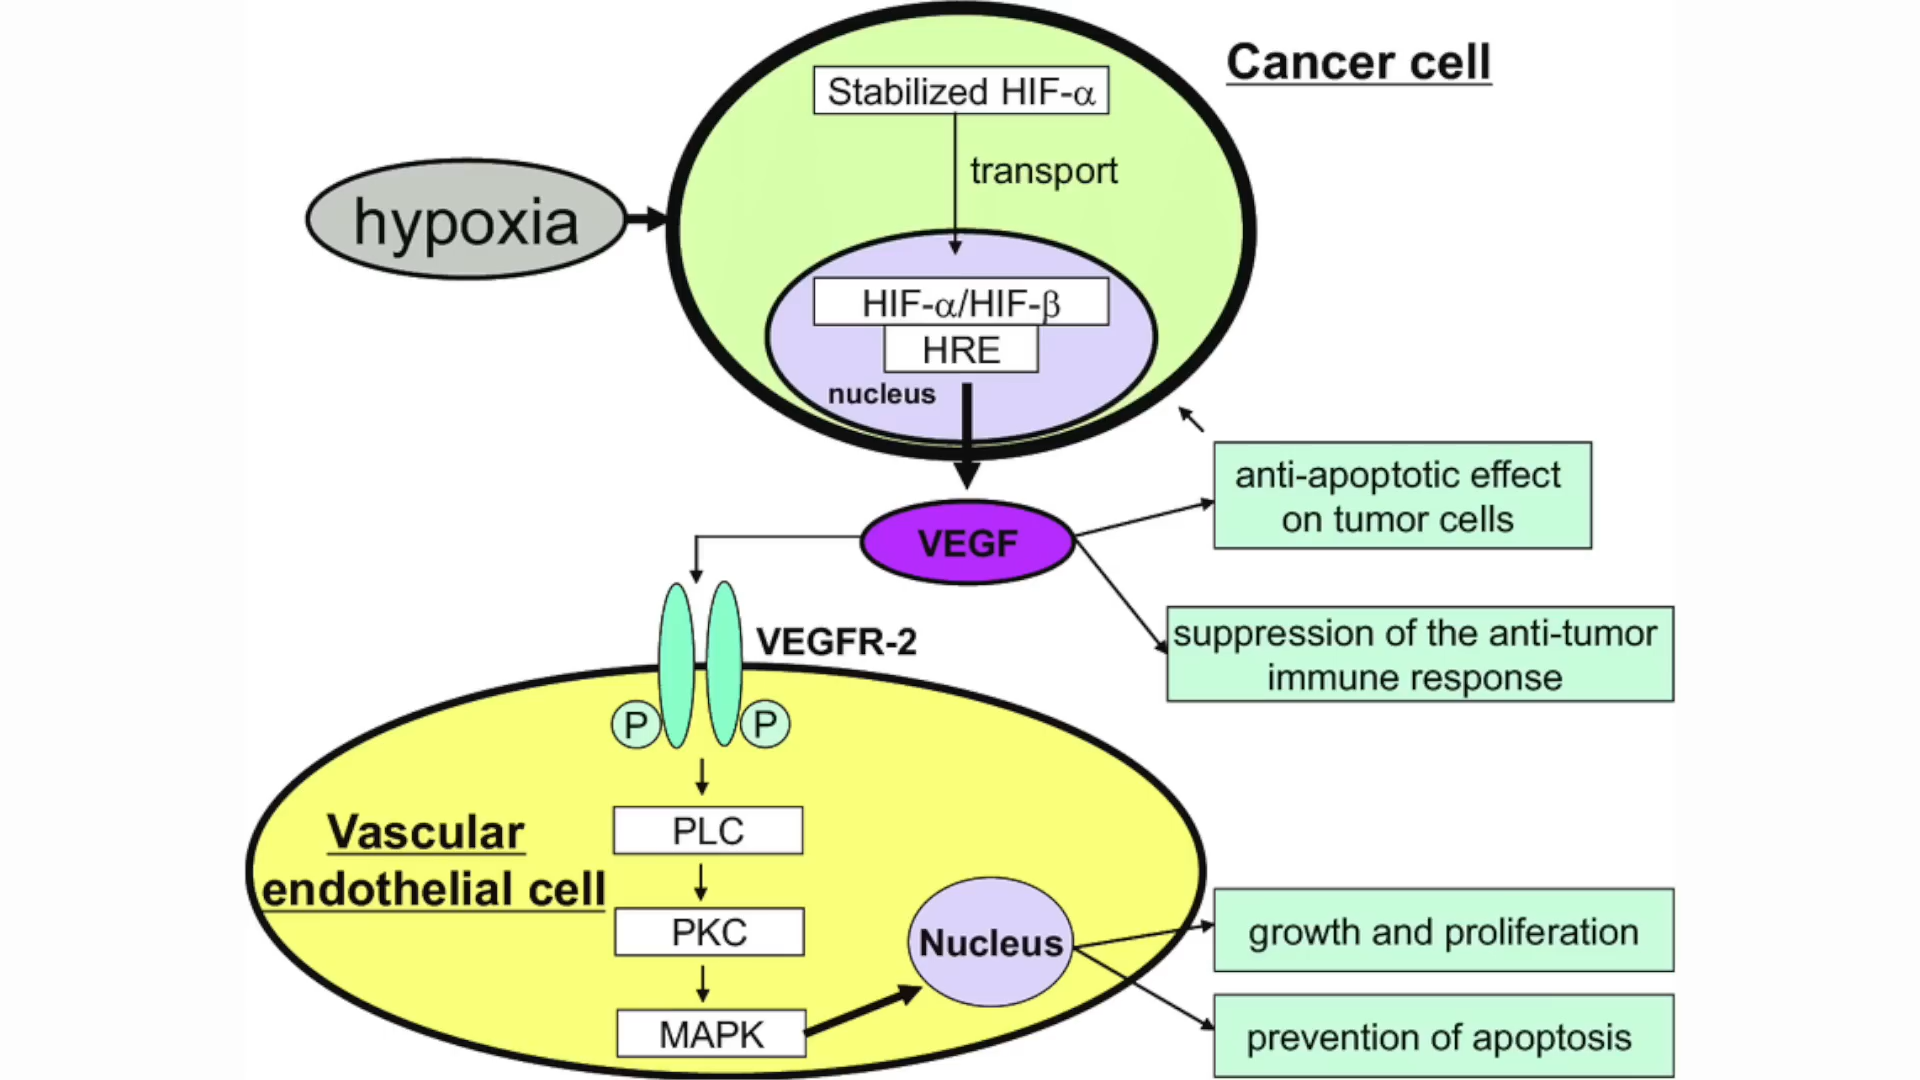 Cancer cell
Stabilized HIF-α
transport
hypoxia
HIF-α/HIF-β
HRE
nucleus
anti-apoptotic effect
on tumor cells
VEGF
suppression of the anti-tumor
immune response
VEGFR-2
P P
PLC
Vascular
endothelial cell
PKC
Nucleus
growth and proliferation
MAPK
prevention of apoptosis